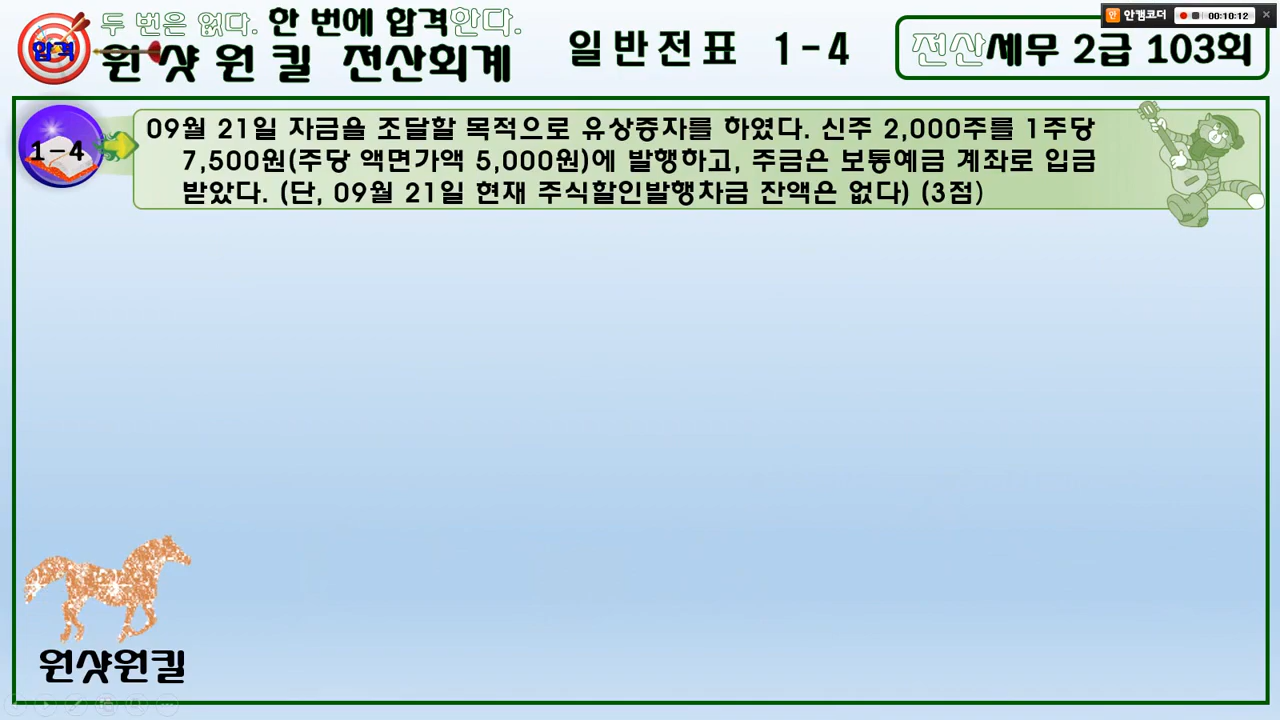 두 번은 없다. 한 번에 합격한다.
합격
원 샷 원 킬 전산회계
일반전표 1-4
전산세무 2급 103회
안캠코더
00:10:12
1-4
09월 21일 자금을 조달할 목적으로 유상증자를 하였다. 신주 2,000주를 1주당
7,500원(주당 액면가액 5,000원)에 발행하고, 주금은 보통예금 계좌로 입금
받았다. (단, 09월 21일 현재 주식할인발행차금 잔액은 없다) (3점)
원샷원킬